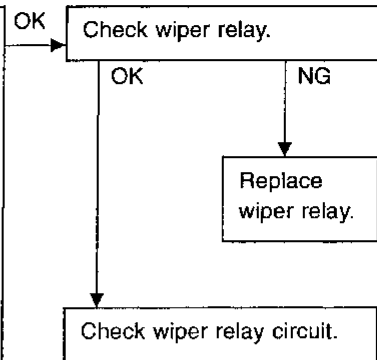 OK
Check wiper relay.
OK
NG
Replace
wiper relay.
Check wiper relay circuit.